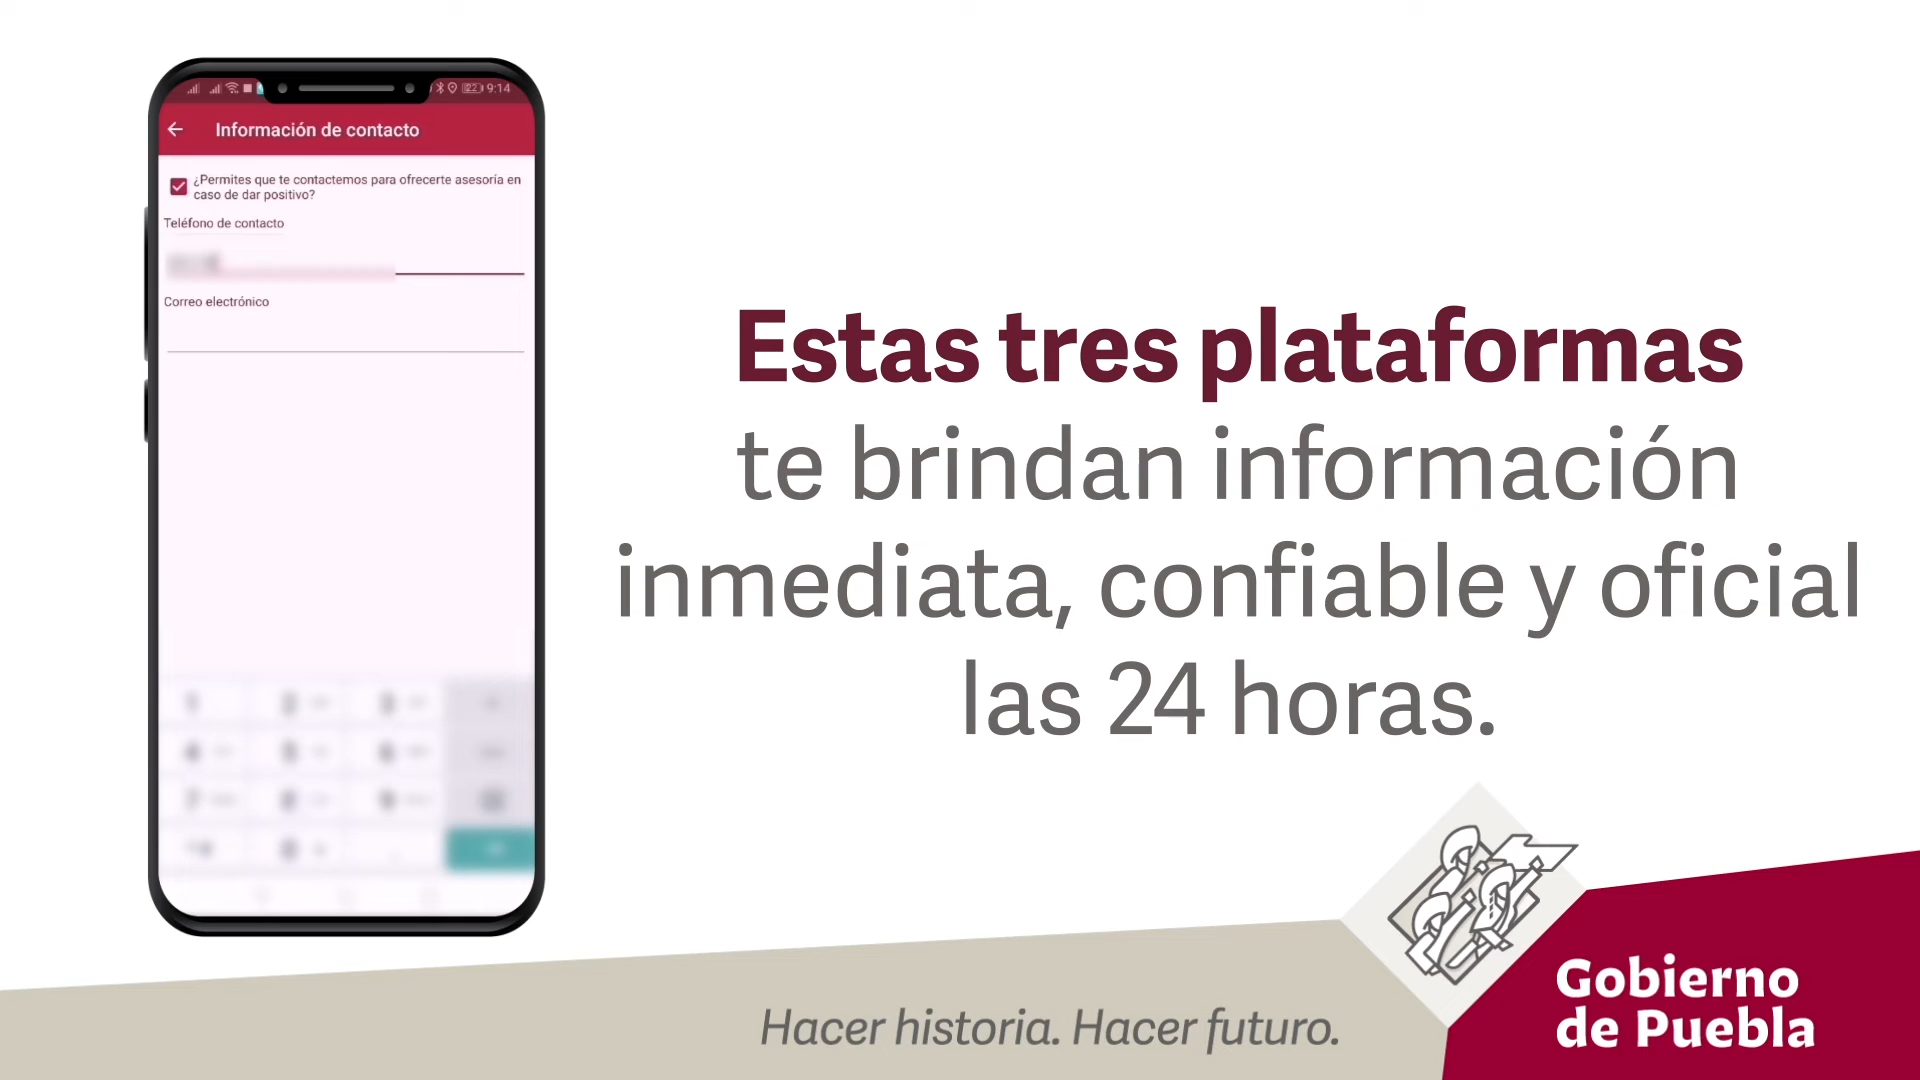 9:14
Información de contacto
¿Permites que te contactemos para ofrecerte asesoría en
caso de dar positivo?
Teléfono de contacto
Correo electrónico
Estas tres plataformas
te brindan información
inmediata, confiable y oficial
las 24 horas.
Hacer historia. Hacer futuro.
Gobierno
de Puebla